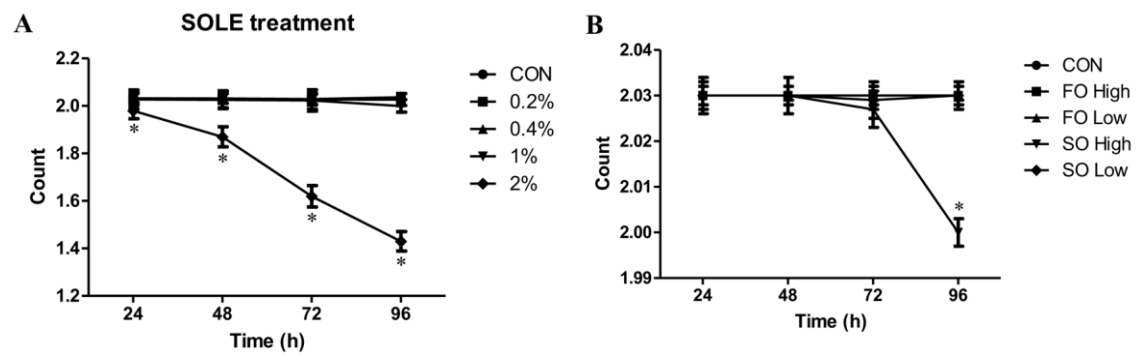 A
SOLE treatment
2.2
2.0
1.8
1.6
1.4
1.2
Count
24
48
72
96
Time (h)
*
*
*
*
CON
0.2%
0.4%
1%
2%
B
2.04
2.03
2.02
2.01
2.00
1.99
Count
24
48
72
96
Time (h)
*
CON
FO High
FO Low
SO High
SO Low